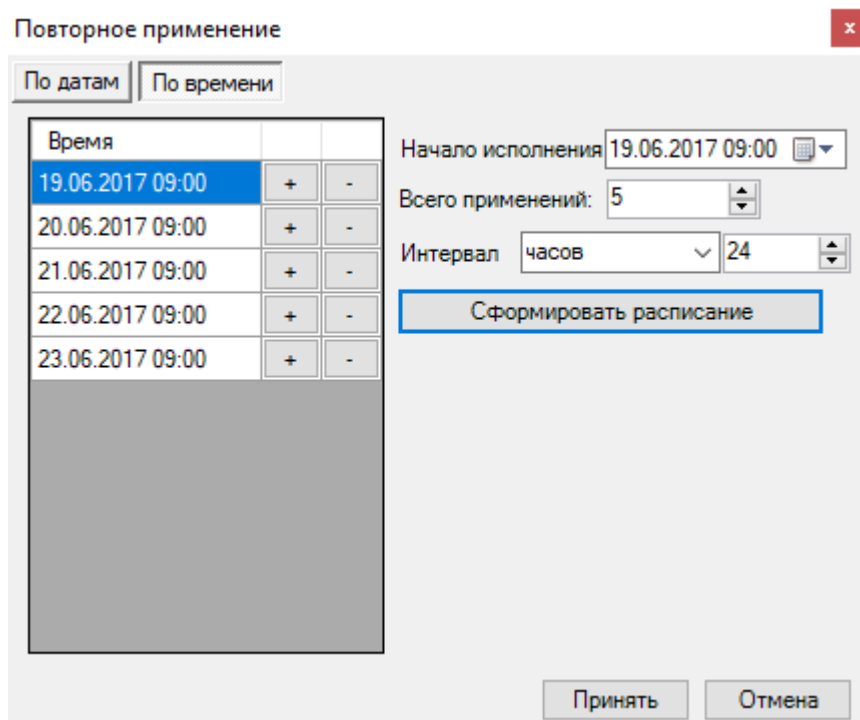 Повторное применение x
По датам По времени
Время
19.06.2017 09:00 + -
20.06.2017 09:00 + -
21.06.2017 09:00 + -
22.06.2017 09:00 + -
23.06.2017 09:00 + -
Начало исполнения 19.06.2017 09:00
Всего применений: 5
Интервал часов 24
Сформировать расписание
Принять Отмена